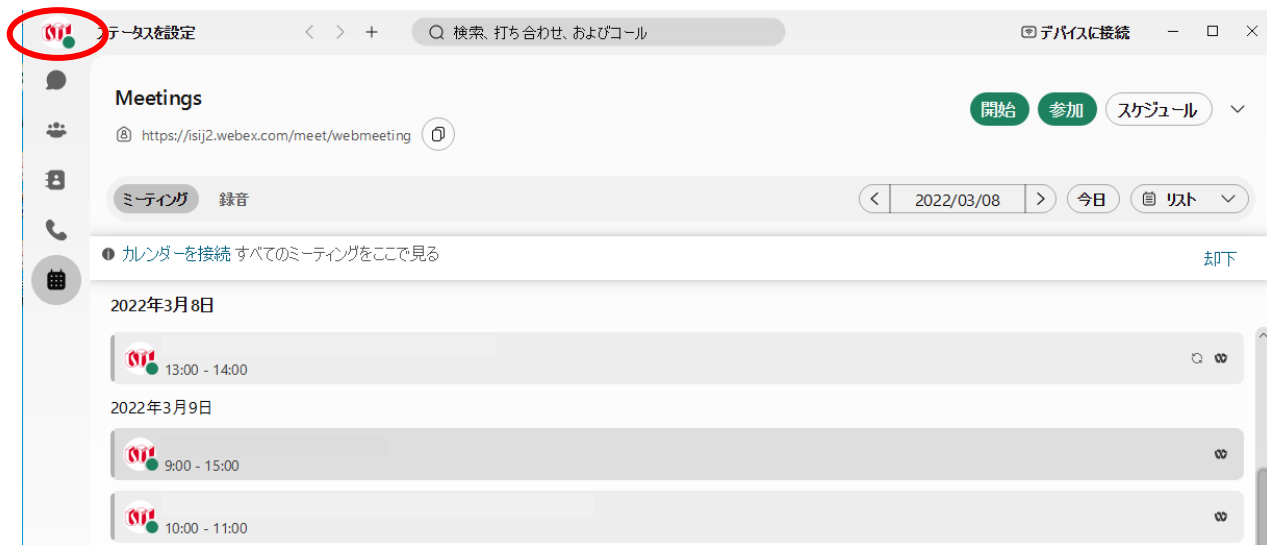 ステータスを設定 検索、打ち合わせ、およびコール デバイスに接続
Meetings
開始 参加 スケジュール
https://isij2.webex.com/meet/webmeeting
ミーティング 録音 2022/03/08 今日 リスト
カレンダーを接続 すべてのミーティングをここで見る 却下
2022年3月8日
13:00 - 14:00
2022年3月9日
9:00 - 15:00
10:00 - 11:00